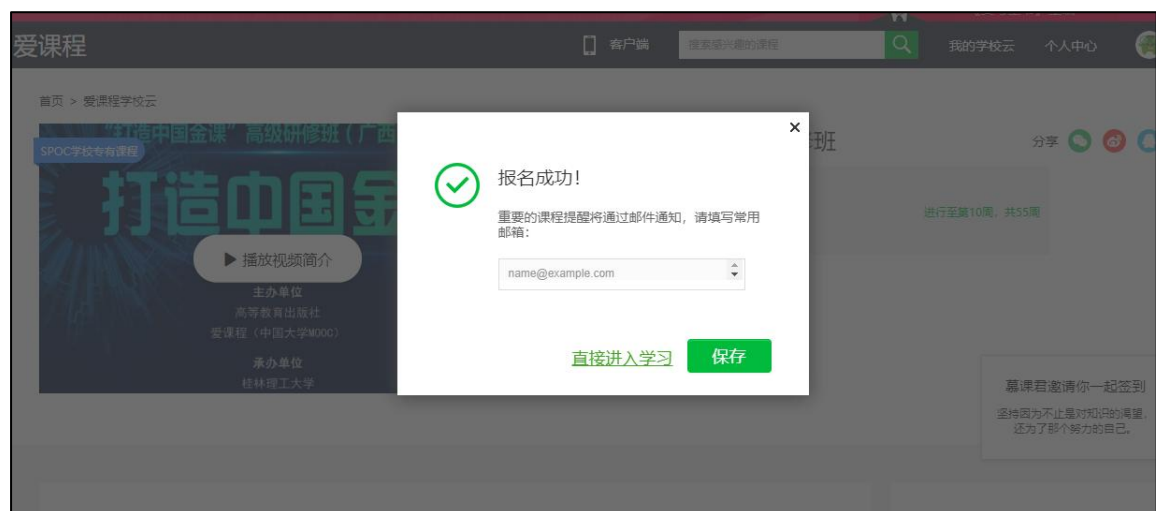 爱课程
客户端
搜索感兴趣的课程
我的学校云
个人中心
首页 > 爱课程学校云
"打造中国金课"高级研修班(广西
SPOC学校专有课程
打造中国金
播放视频简介
主办单位
高等教育出版社
爱课程(中国大学MOOC)
承办单位
桂林理工大学
修班
分享
进行至第10周,共55周
×
报名成功!
重要的课程提醒将通过邮件通知,请填写常用
邮箱:
name@example.com
直接进入学习
保存
慕课君邀请你一起签到
坚持因为不止是对知识的渴望,
还为了那个努力的自己。